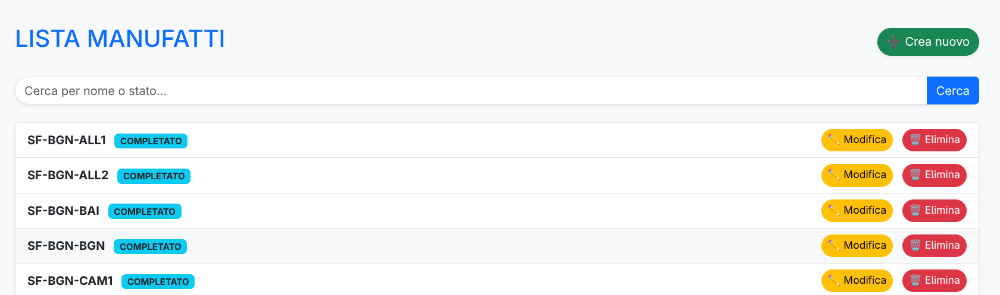 LISTA MANUFATTI
➕ Crea nuovo
Cerca per nome o stato...
Cerca
SF-BGN-ALL1 COMPLETATO ✏️ Modifica 🗑️ Elimina
SF-BGN-ALL2 COMPLETATO ✏️ Modifica 🗑️ Elimina
SF-BGN-BAI COMPLETATO ✏️ Modifica 🗑️ Elimina
SF-BGN-BGN COMPLETATO ✏️ Modifica 🗑️ Elimina
SF-BGN-CAM1 COMPLETATO ✏️ Modifica 🗑️ Elimina